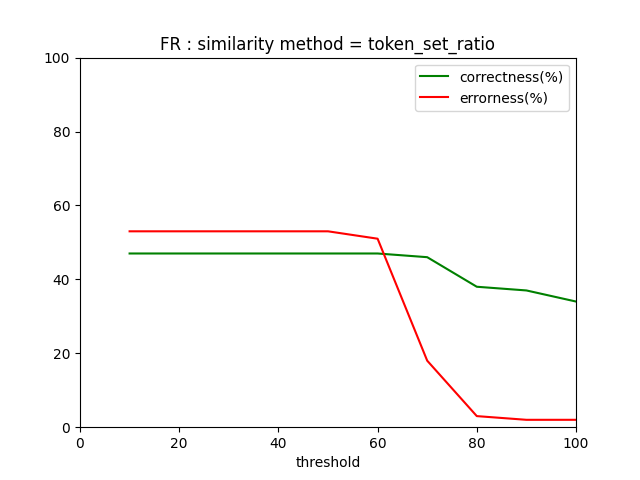 FR : similarity method = token_set_ratio
correctness(%)
errorness(%)
100
80
60
40
20
0
0 20 40 60 80 100
threshold